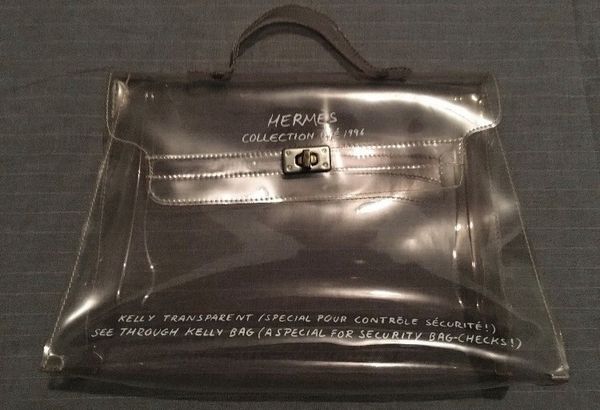 HERMES
COLLECTION été 1996
KELLY TRANSPARENT (SPECIAL POUR CONTRÔLE SÉCURITÉ!)
SEE THROUGH KELLY BAG (A SPECIAL FOR SECURITY BAG-CHECKS!)